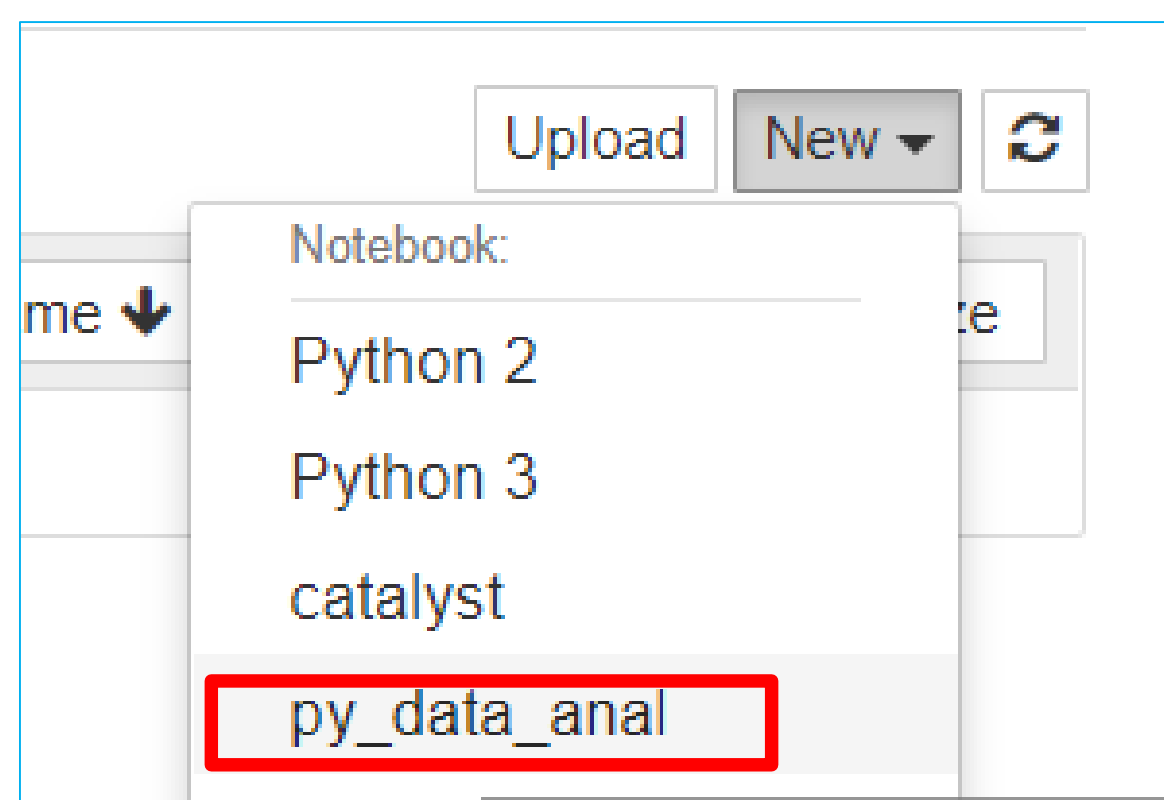 Upload New
Notebook:
me ze
Python 2
Python 3
catalyst
py_data_anal